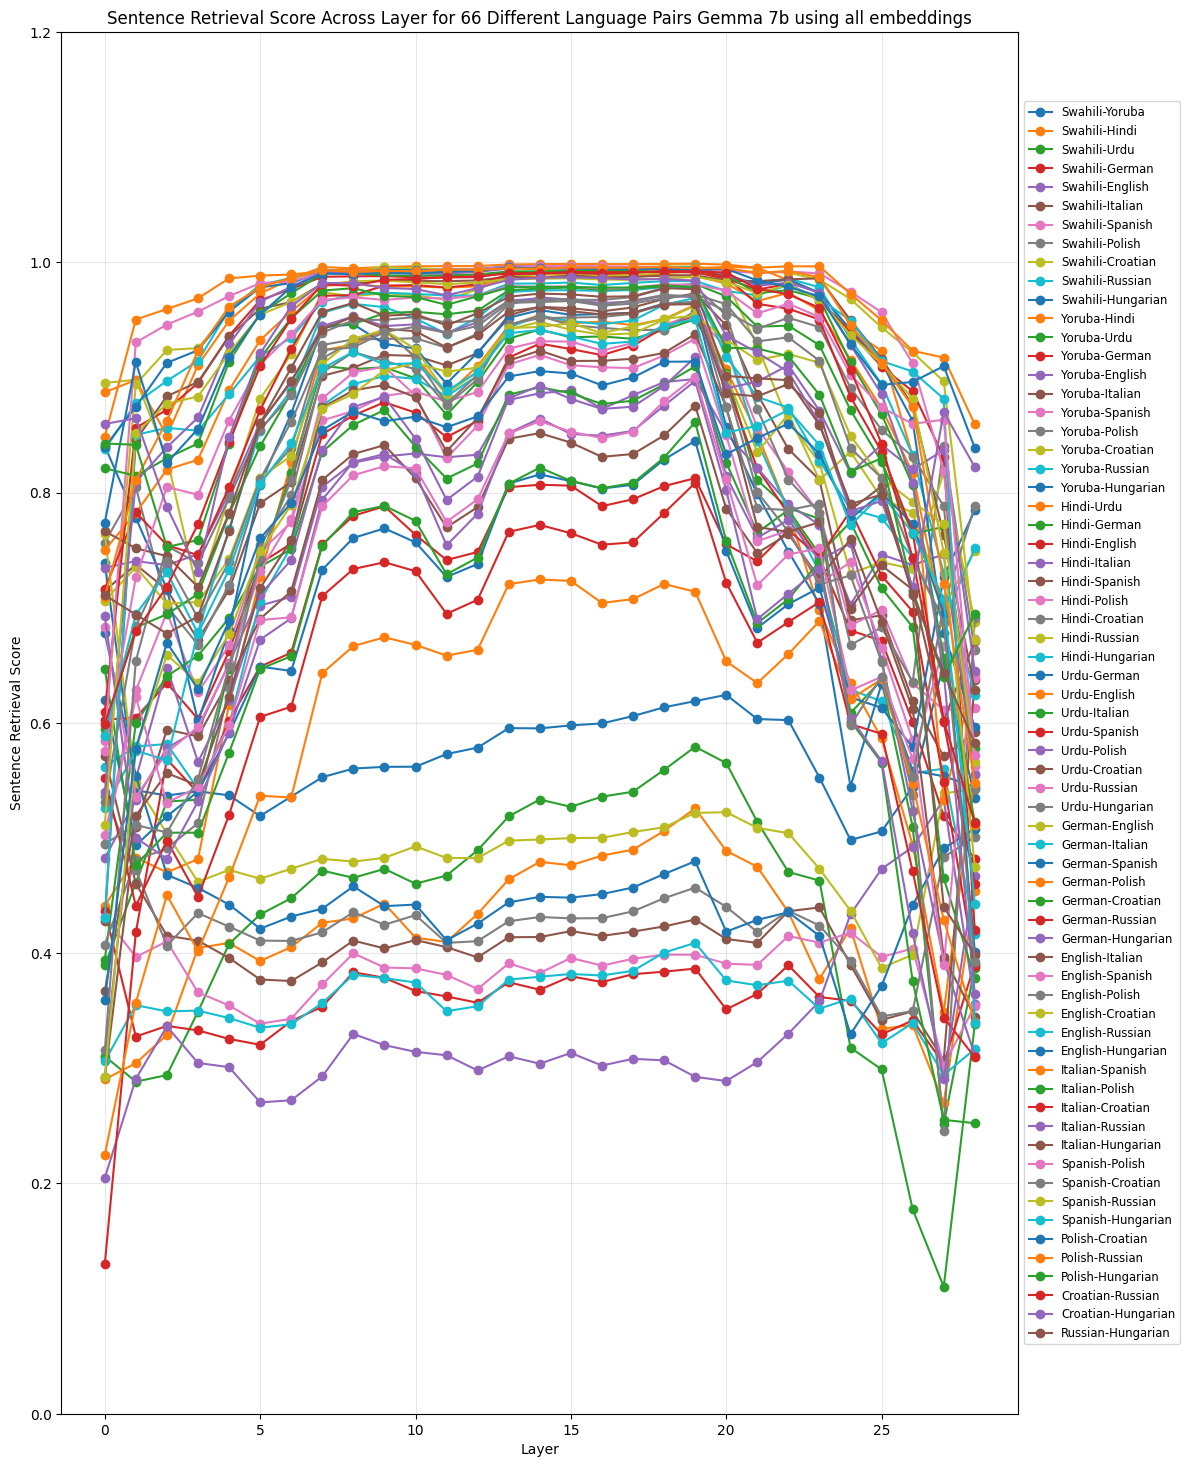 Sentence Retrieval Score Across Layer for 66 Different Language Pairs Gemma 7b using all embeddings
1.2
1.0
0.8
0.6
0.4
0.2
0.0
Sentence Retrieval Score
0
5
10
15
20
25
Layer
Swahili-Yoruba
Swahili-Hindi
Swahili-Urdu
Swahili-German
Swahili-English
Swahili-Italian
Swahili-Spanish
Swahili-Polish
Swahili-Croatian
Swahili-Russian
Swahili-Hungarian
Yoruba-Hindi
Yoruba-Urdu
Yoruba-German
Yoruba-English
Yoruba-Italian
Yoruba-Spanish
Yoruba-Polish
Yoruba-Croatian
Yoruba-Russian
Yoruba-Hungarian
Hindi-Urdu
Hindi-German
Hindi-English
Hindi-Italian
Hindi-Spanish
Hindi-Polish
Hindi-Croatian
Hindi-Russian
Hindi-Hungarian
Urdu-German
Urdu-English
Urdu-Italian
Urdu-Spanish
Urdu-Polish
Urdu-Croatian
Urdu-Russian
Urdu-Hungarian
German-English
German-Italian
German-Spanish
German-Polish
German-Croatian
German-Russian
German-Hungarian
English-Italian
English-Spanish
English-Polish
English-Croatian
English-Russian
English-Hungarian
Italian-Spanish
Italian-Polish
Italian-Croatian
Italian-Russian
Italian-Hungarian
Spanish-Polish
Spanish-Croatian
Spanish-Russian
Spanish-Hungarian
Polish-Croatian
Polish-Russian
Polish-Hungarian
Croatian-Russian
Croatian-Hungarian
Russian-Hungarian